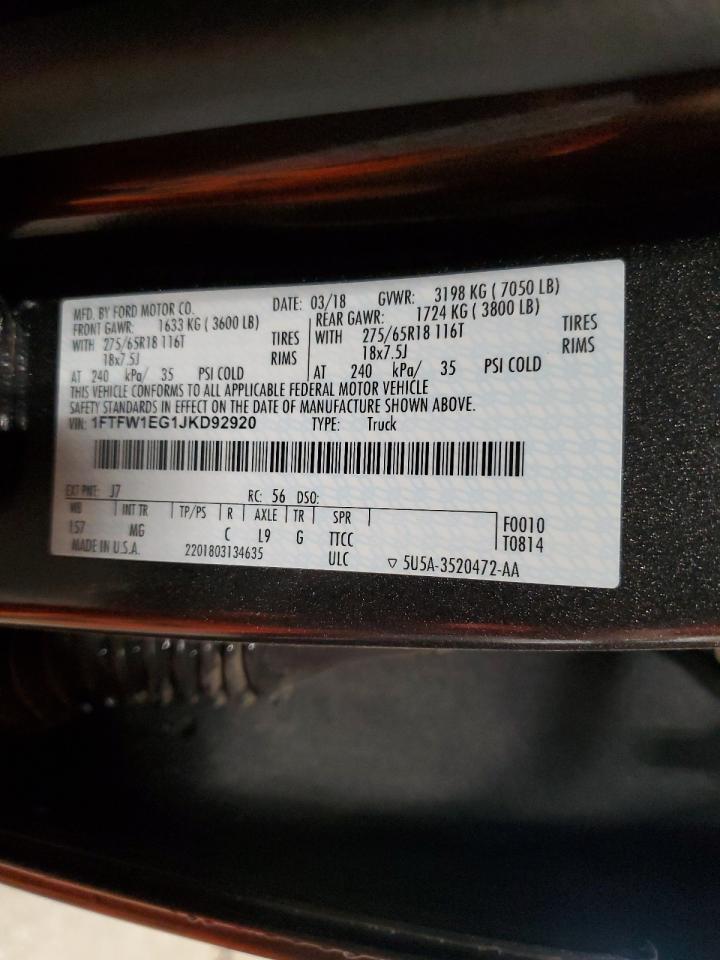 MFD. BY FORD MOTOR CO. DATE: 03/18 GVWR: 3198 KG ( 7050 LB)
FRONT GAWR: 1633 KG ( 3600 LB) REAR GAWR: 1724 KG ( 3800 LB)
WITH 275/65R18 116T TIRES WITH 275/65R18 116T TIRES
18x7.5J RIMS 18x7.5J RIMS
AT 240 kPa/ 35 PSI COLD AT 240 kPa/ 35 PSI COLD
THIS VEHICLE CONFORMS TO ALL APPLICABLE FEDERAL MOTOR VEHICLE
SAFETY STANDARDS IN EFFECT ON THE DATE OF MANUFACTURE SHOWN ABOVE.
VIN: 1FTFW1EG1JKD92920 TYPE: Truck
EXT PNT: J7 RC: 56 DSO:
WB INT TR TP/PS R AXLE TR SPR F0010
157 MG C L9 G TTCC T0814
MADE IN U.S.A. 2201803134635 ULC ▽ 5U5A-3520472-AA